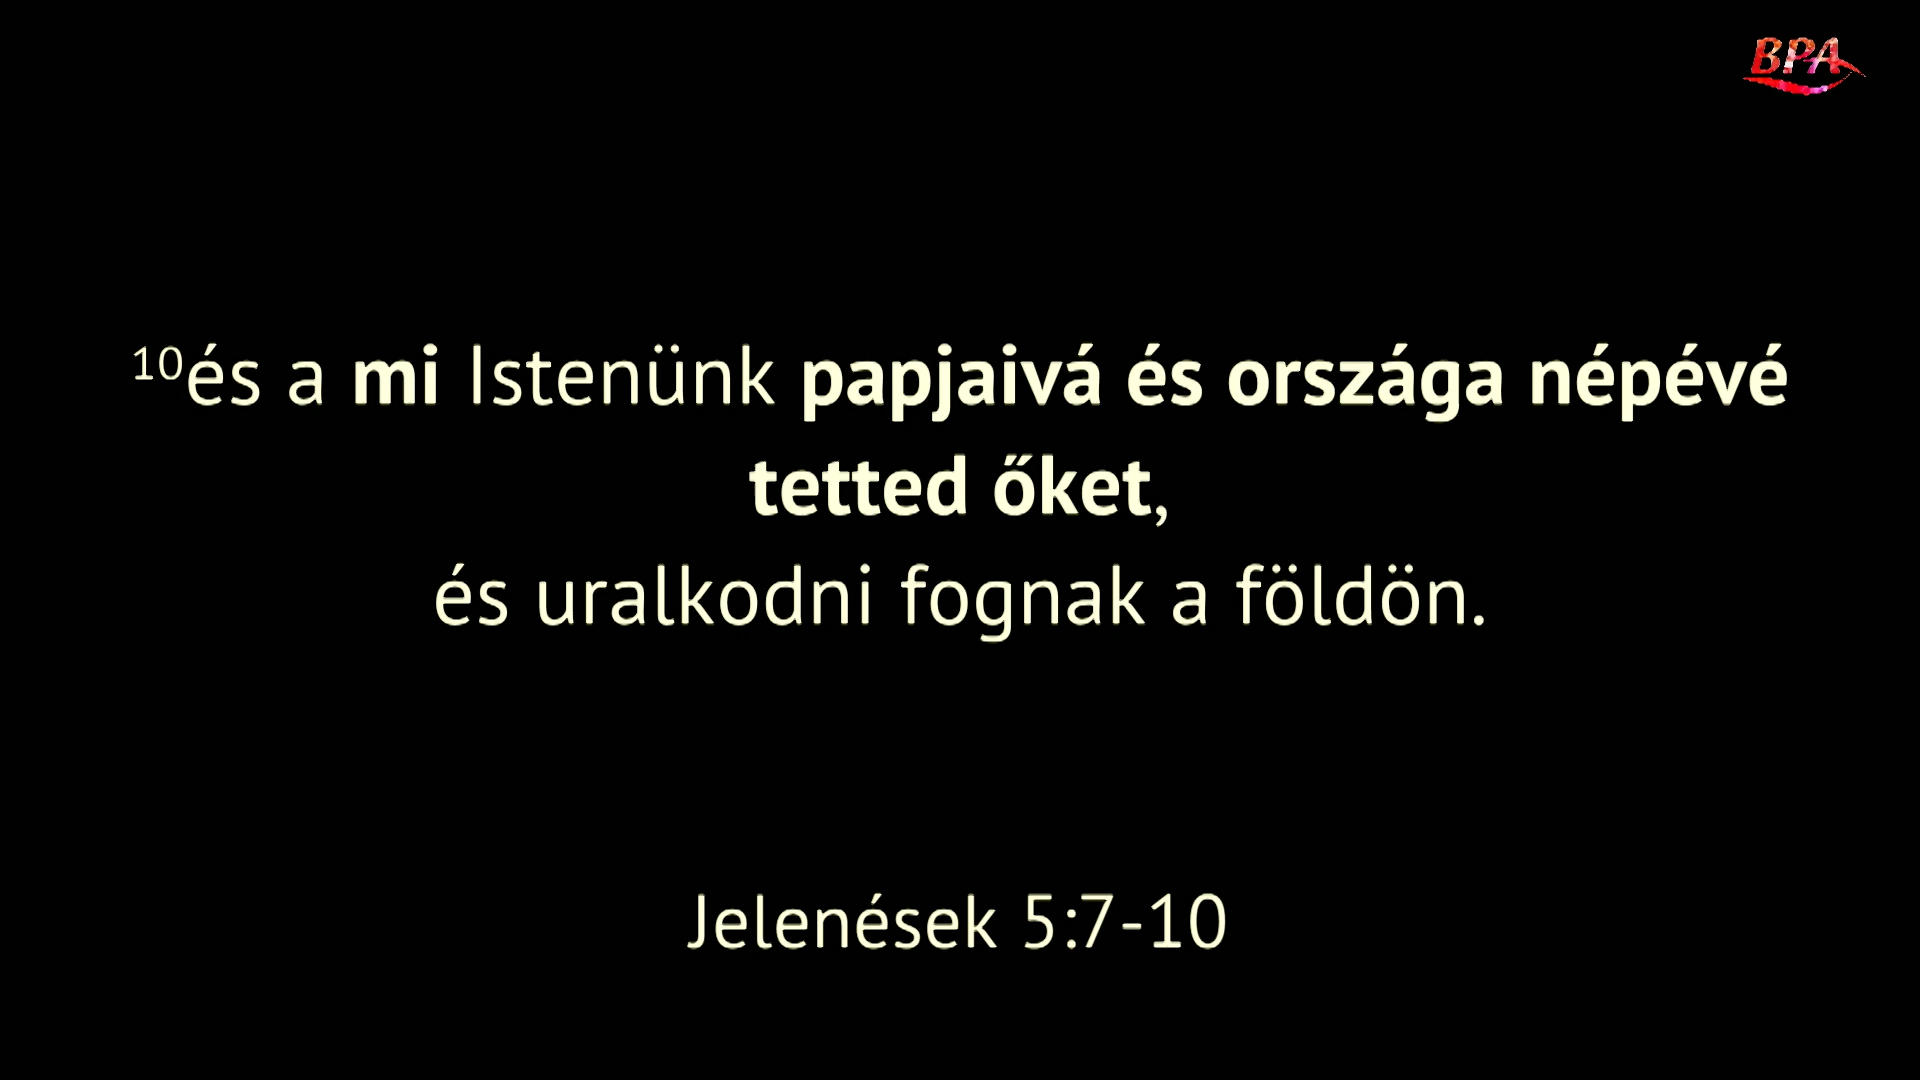 BPA
¹⁰és a mi Istenünk papjaivá és országa népévé
tetted őket,
és uralkodni fognak a földön.
Jelenések 5:7-10